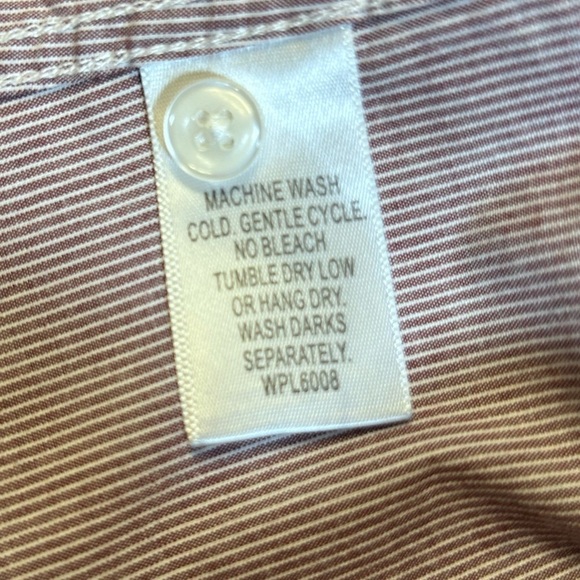 MACHINE WASH
COLD. GENTLE CYCLE.
NO BLEACH
TUMBLE DRY LOW
OR HANG DRY.
WASH DARKS
SEPARATELY.
WPL6008